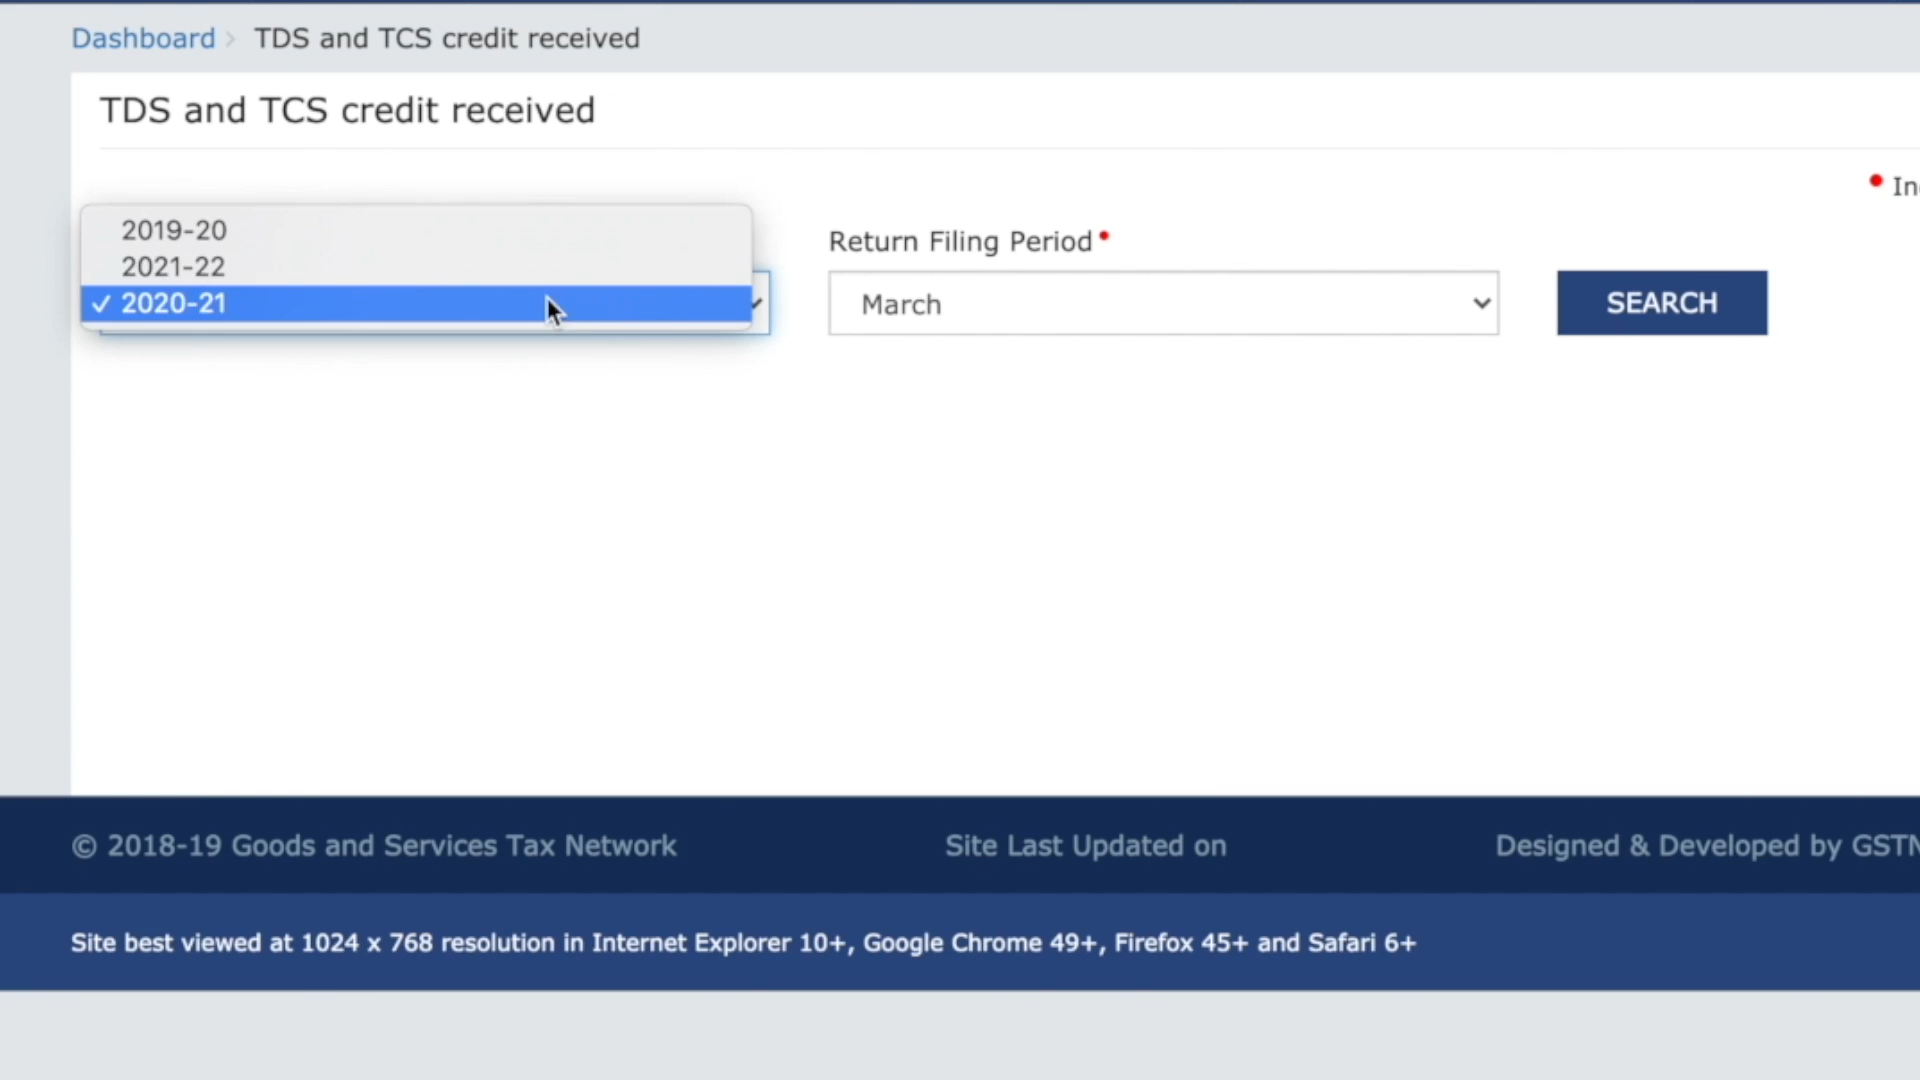 Dashboard > TDS and TCS credit received
TDS and TCS credit received
• In
2019-20
2021-22
✓ 2020-21
Return Filing Period •
March
SEARCH
© 2018-19 Goods and Services Tax Network
Site Last Updated on
Designed & Developed by GSTN
Site best viewed at 1024 x 768 resolution in Internet Explorer 10+, Google Chrome 49+, Firefox 45+ and Safari 6+